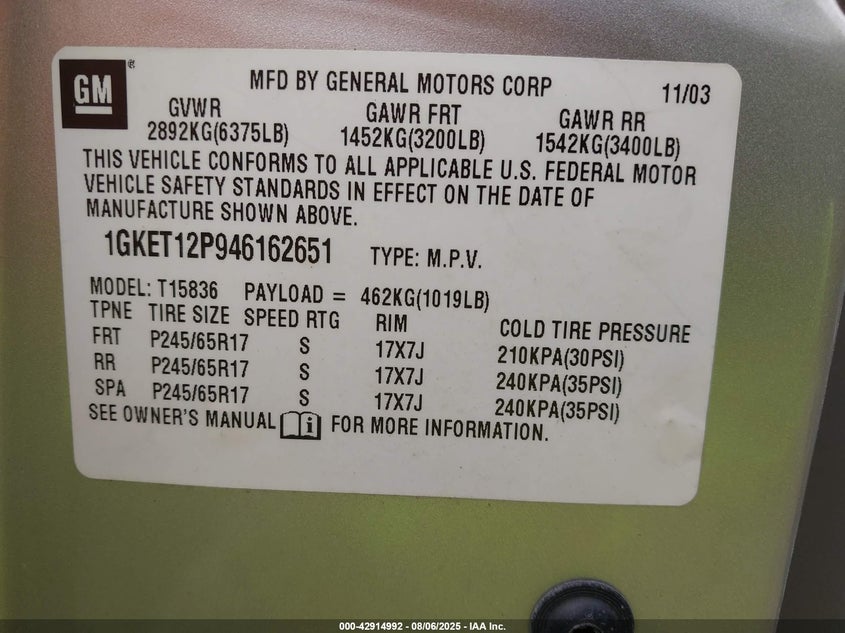 GM®
MFD BY GENERAL MOTORS CORP 11/03
GVWR GAWR FRT GAWR RR
2892KG(6375LB) 1452KG(3200LB) 1542KG(3400LB)
THIS VEHICLE CONFORMS TO ALL APPLICABLE U.S. FEDERAL MOTOR
VEHICLE SAFETY STANDARDS IN EFFECT ON THE DATE OF
MANUFACTURE SHOWN ABOVE.
1GKET12P946162651 TYPE: M.P.V.
MODEL: T15836 PAYLOAD = 462KG(1019LB)
TPNE TIRE SIZE SPEED RTG RIM COLD TIRE PRESSURE
FRT P245/65R17 S 17X7J 210KPA(30PSI)
RR P245/65R17 S 17X7J 240KPA(35PSI)
SPA P245/65R17 S 17X7J 240KPA(35PSI)
SEE OWNER'S MANUAL i FOR MORE INFORMATION.
000-42914992 - 08/06/2025 - IAA Inc.